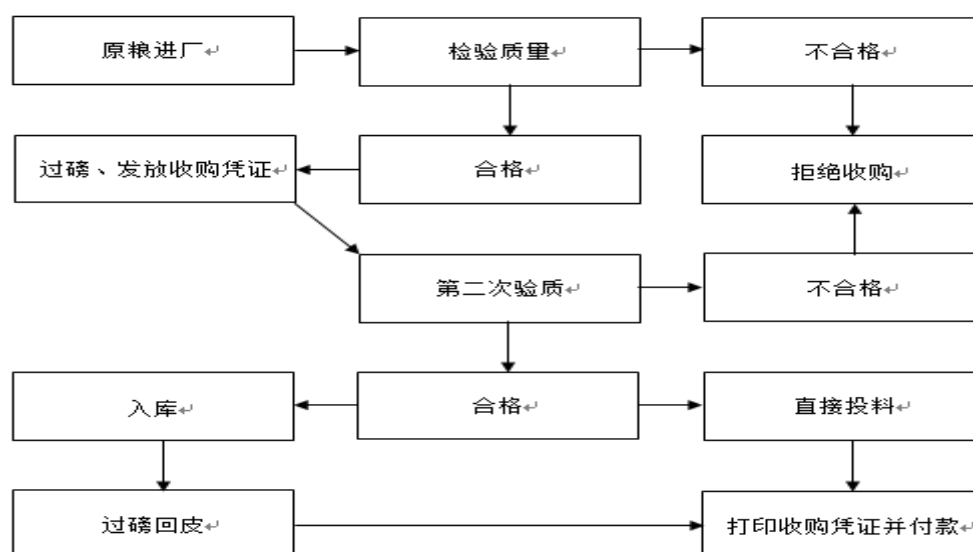 原粮进厂
检验质量
不合格
过磅、发放收购凭证
合格
拒绝收购
第二次验质
不合格
入库
合格
直接投料
过磅回皮
打印收购凭证并付款